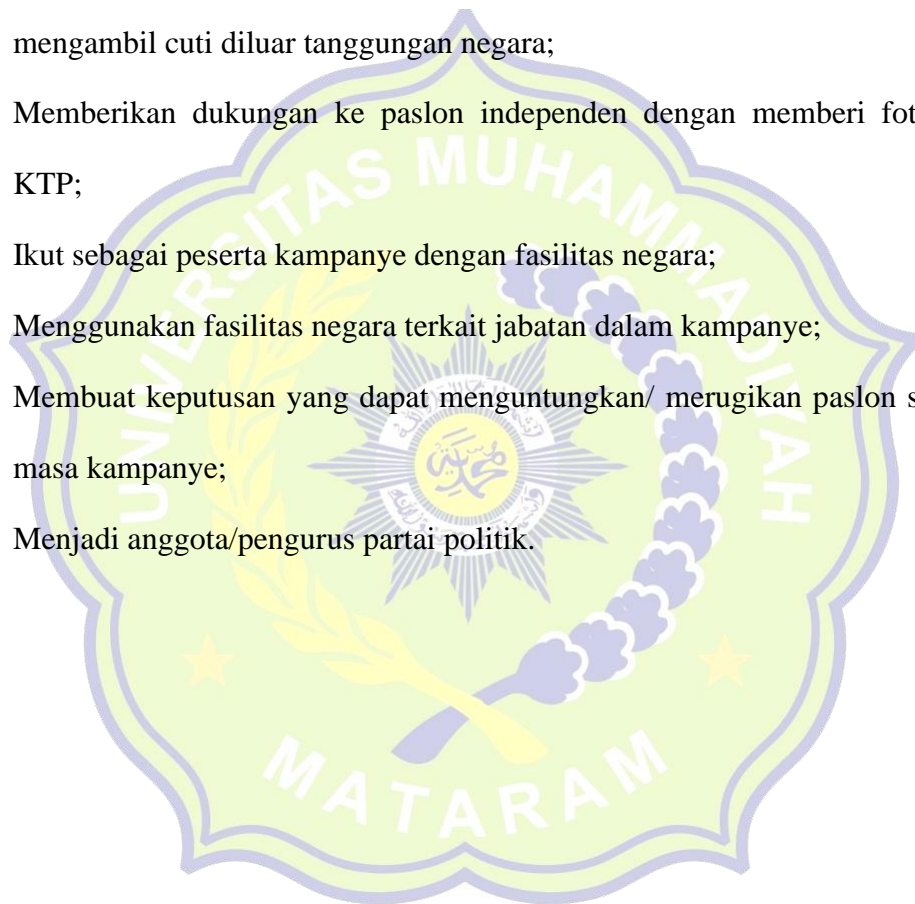 mengambil cuti diluar tanggungan negara;
Memberikan dukungan ke paslon independen dengan memberi fot
KTP;
Ikut sebagai peserta kampanye dengan fasilitas negara;
Menggunakan fasilitas negara terkait jabatan dalam kampanye;
Membuat keputusan yang dapat menguntungkan/ merugikan paslon s
masa kampanye;
Menjadi anggota/pengurus partai politik.
UNIVERSITAS MUHAMMADIYAH
MATARAM